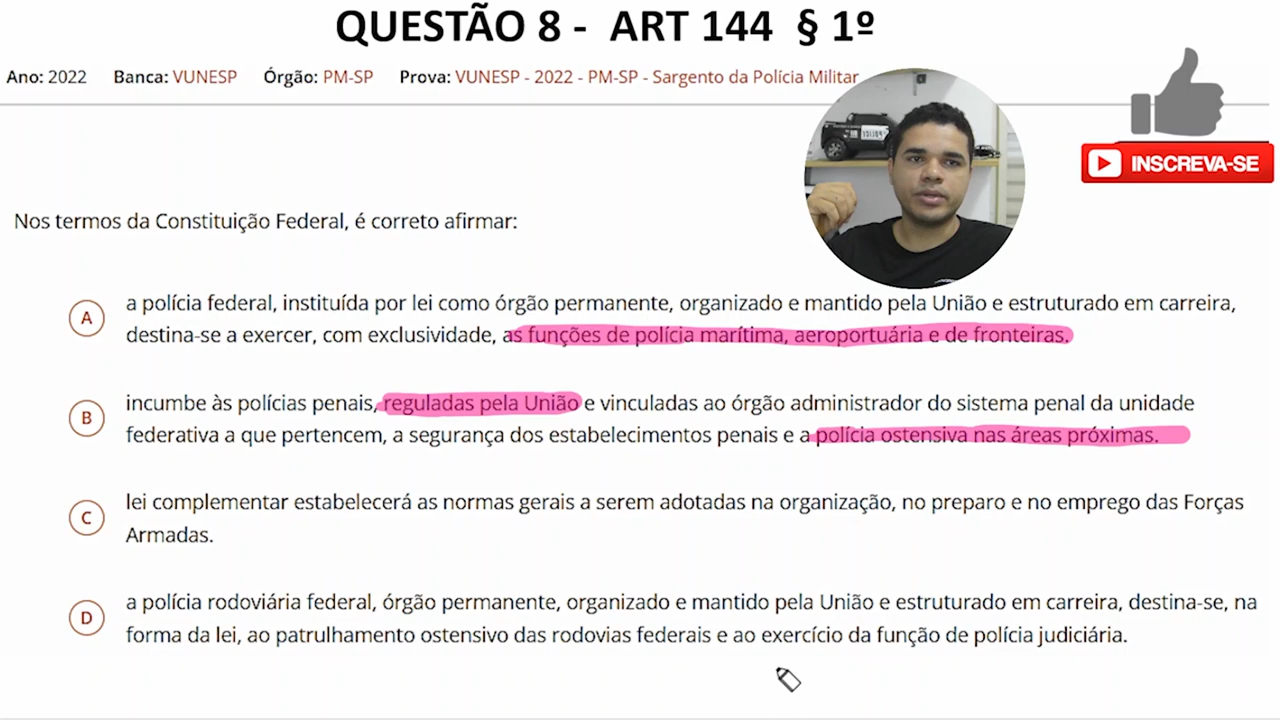 QUESTÃO 8 - ART 144 § 1º
Ano: 2022 Banca: VUNESP Órgão: PM-SP Prova: VUNESP - 2022 - PM-SP - Sargento da Polícia Militar
INSCREVA-SE
Nos termos da Constituição Federal, é correto afirmar:
A a polícia federal, instituída por lei como órgão permanente, organizado e mantido pela União e estruturado em carreira,
destina-se a exercer, com exclusividade, as funções de polícia marítima, aeroportuária e de fronteiras.
B incumbe às polícias penais, reguladas pela União e vinculadas ao órgão administrador do sistema penal da unidade
federativa a que pertencem, a segurança dos estabelecimentos penais e a polícia ostensiva nas áreas próximas.
C lei complementar estabelecerá as normas gerais a serem adotadas na organização, no preparo e no emprego das Forças
Armadas.
D a polícia rodoviária federal, órgão permanente, organizado e mantido pela União e estruturado em carreira, destina-se, na
forma da lei, ao patrulhamento ostensivo das rodovias federais e ao exercício da função de polícia judiciária.